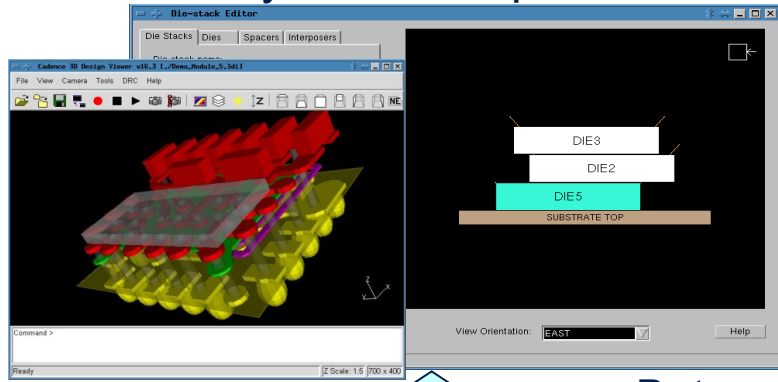 Die-stack Editor
Die Stacks Dies Spacers Interposers
Cadence 3D Design Viewer v16.3 [./Demo_Module_5.3di]
File View Camera Tools DRC Help
Z
NE
DIE3
DIE2
DIE5
SUBSTRATE TOP
Z
X
Y
Command >
View Orientation: EAST Help
Ready Z Scale: 1.5 700 x 400